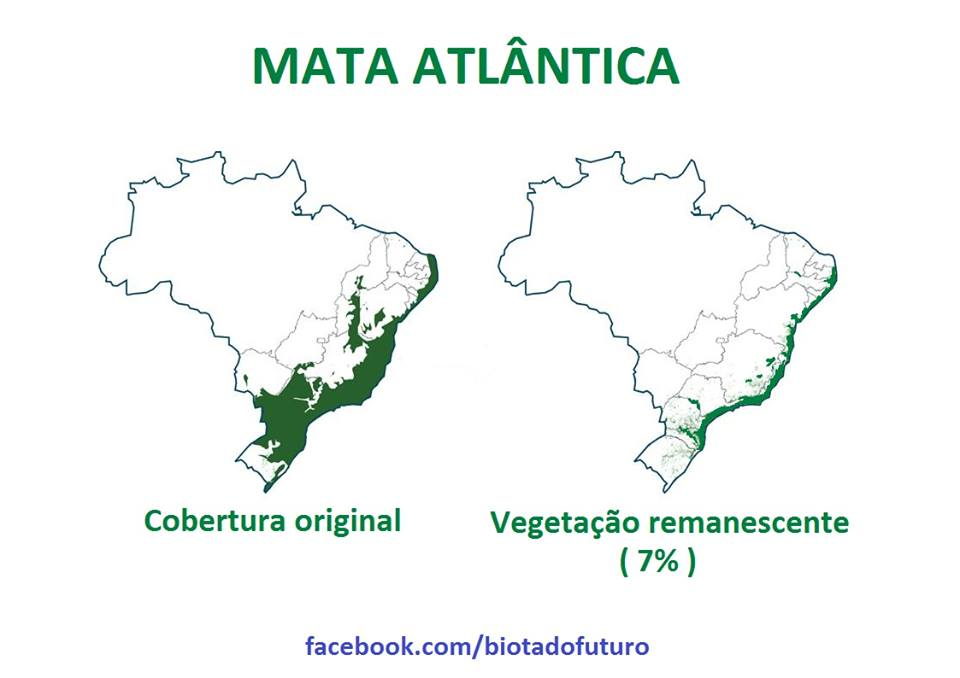 MATA ATLÂNTICA
Cobertura original
Vegetação remanescente
( 7% )
facebook.com/biotadofuturo